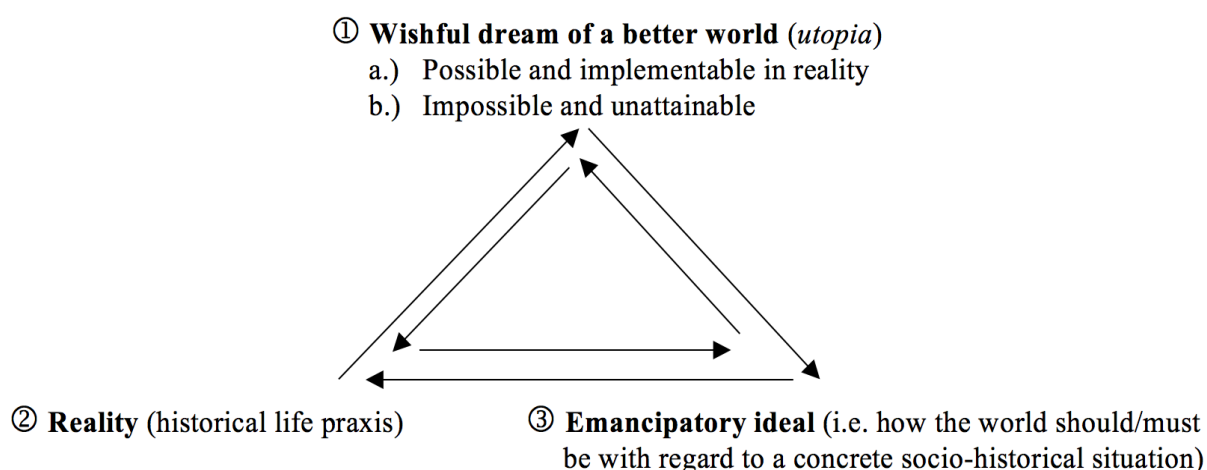 ① Wishful dream of a better world (utopia)
a.) Possible and implementable in reality
b.) Impossible and unattainable
② Reality (historical life praxis)
③ Emancipatory ideal (i.e. how the world should/must
be with regard to a concrete socio-historical situation)